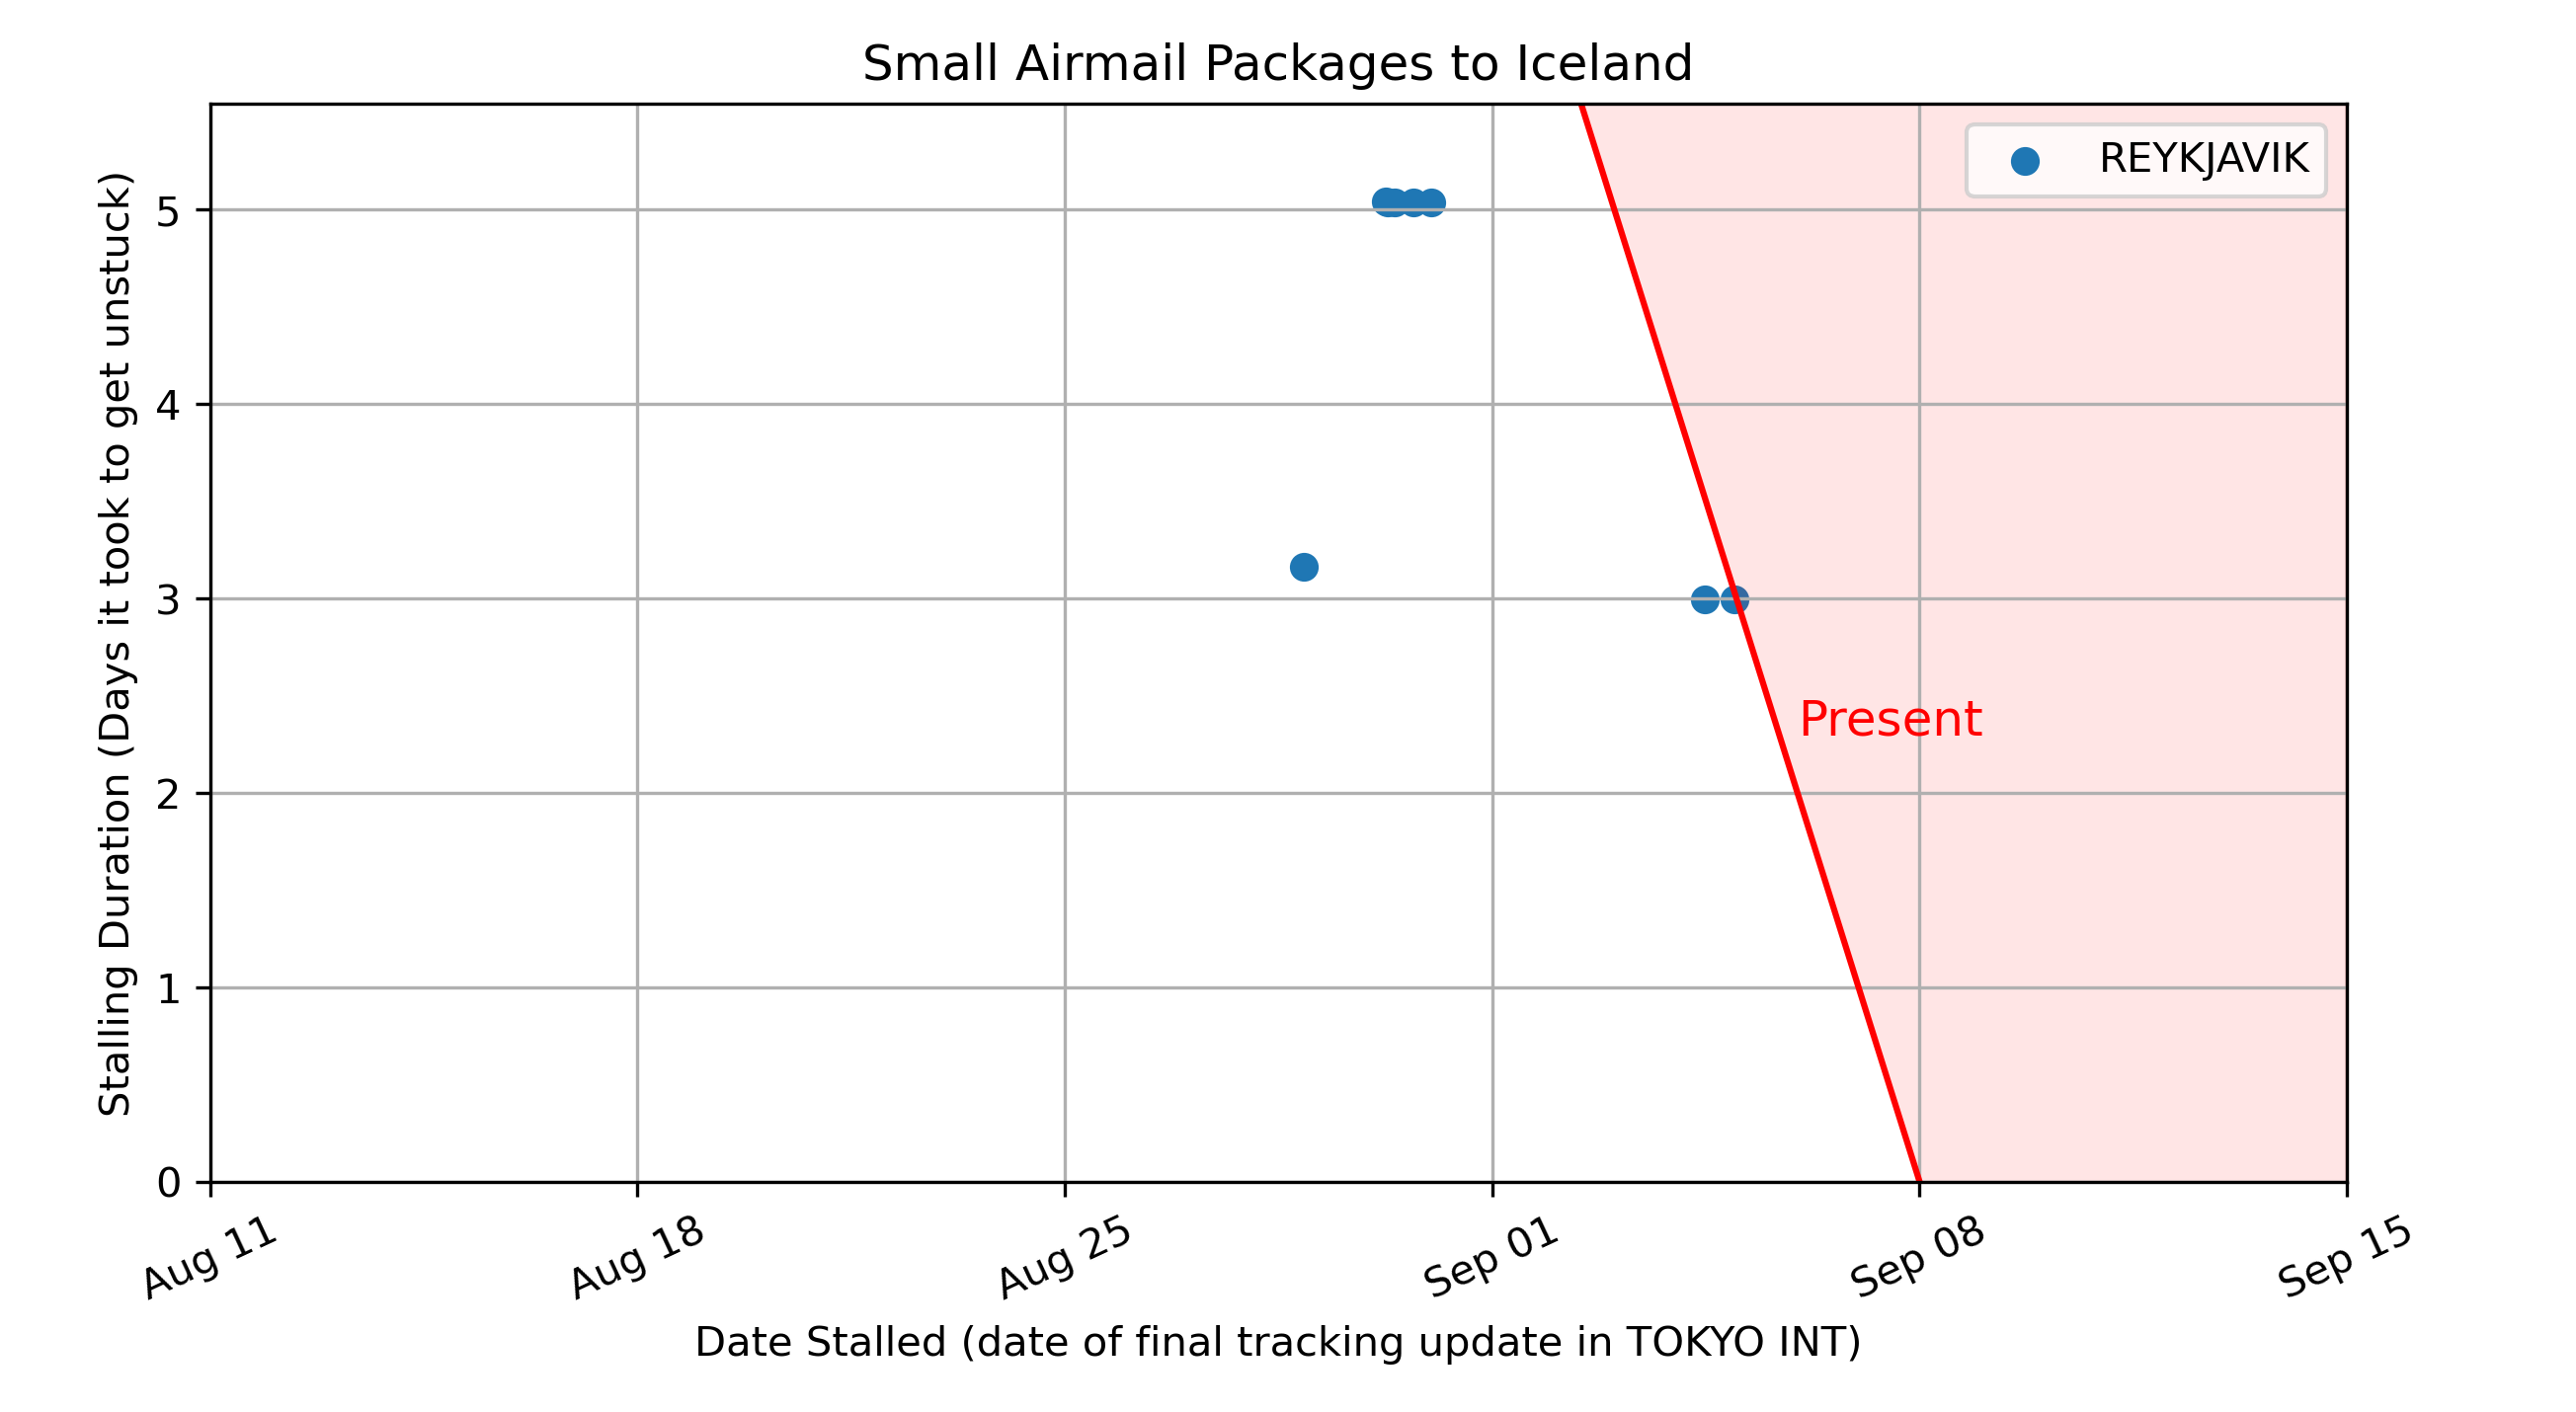 Small Airmail Packages to Iceland
REYKJAVIK
Stalling Duration (Days it took to get unstuck)
5
4
3
2
1
0
Present
Aug 11
Aug 18
Aug 25
Sep 01
Sep 08
Sep 15
Date Stalled (date of final tracking update in TOKYO INT)